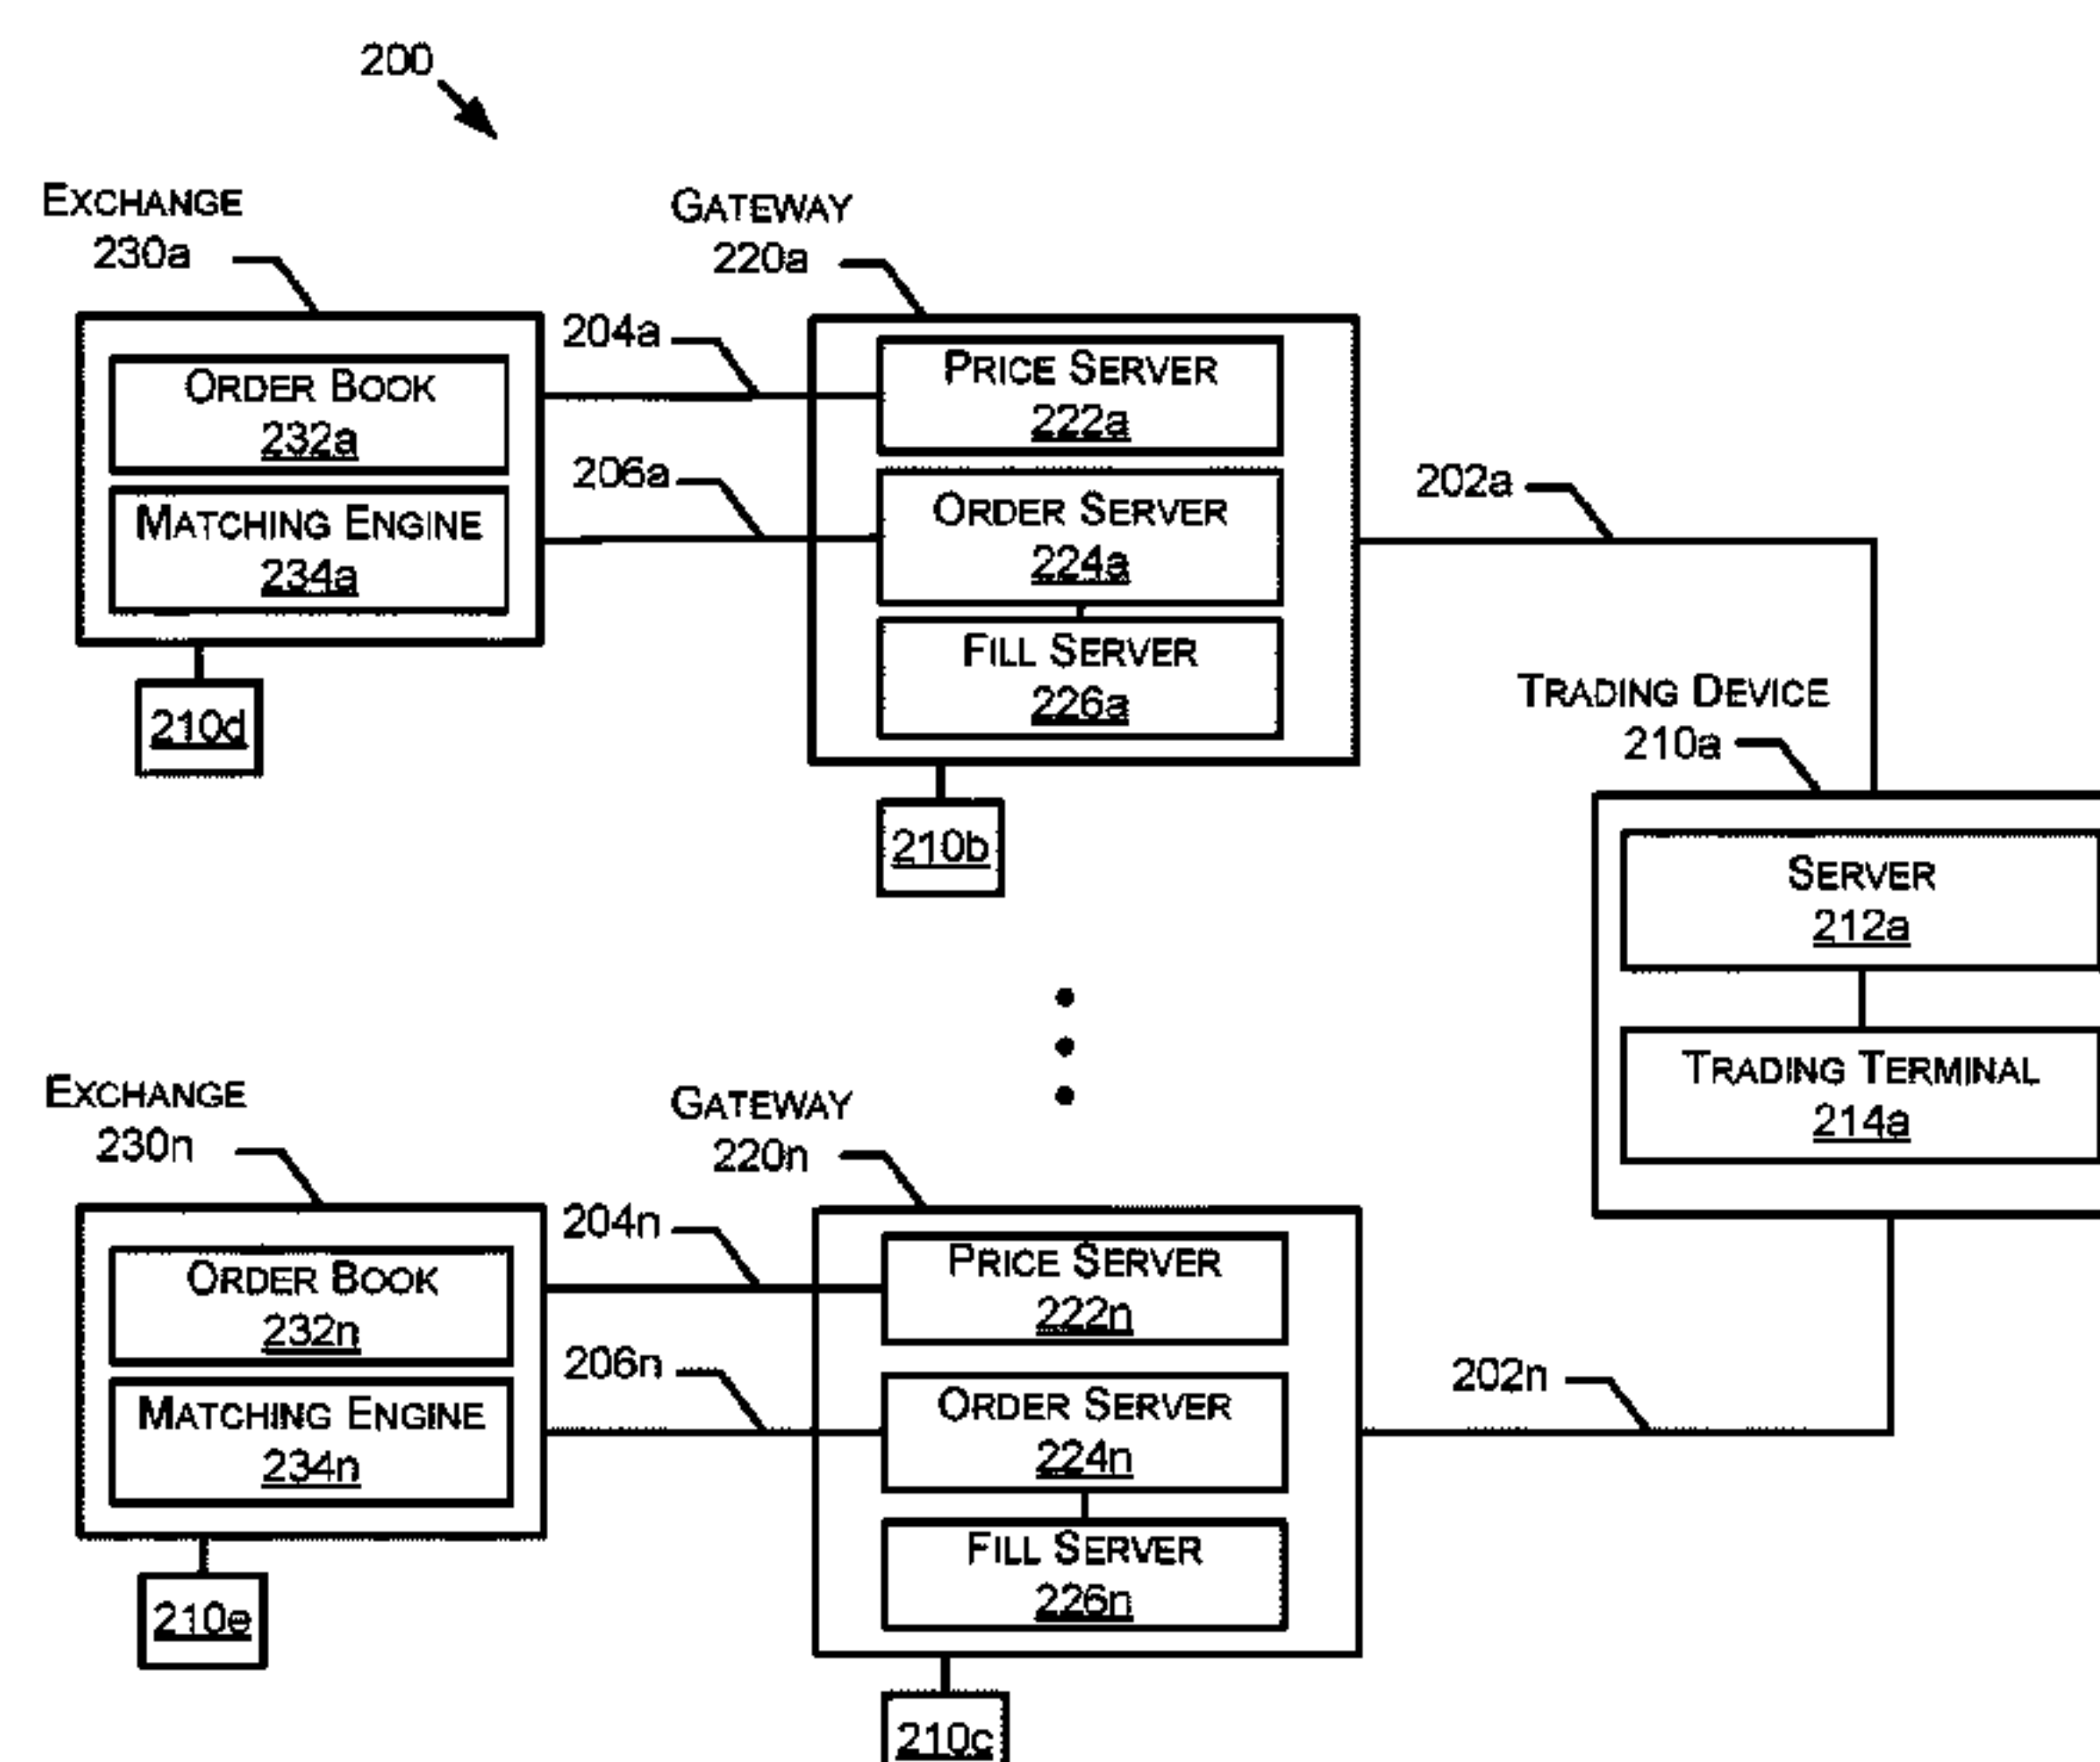 200
EXCHANGE
230a
GATEWAY
220a
204a
ORDER BOOK
232a
PRICE SERVER
222a
206a
202a
MATCHING ENGINE
234a
ORDER SERVER
224a
FILL SERVER
226a
210d
210b
TRADING DEVICE
210a
SERVER
212a
TRADING TERMINAL
214a
EXCHANGE
230n
GATEWAY
220n
204n
ORDER BOOK
232n
PRICE SERVER
222n
206n
202n
MATCHING ENGINE
234n
ORDER SERVER
224n
FILL SERVER
226n
210e
210c